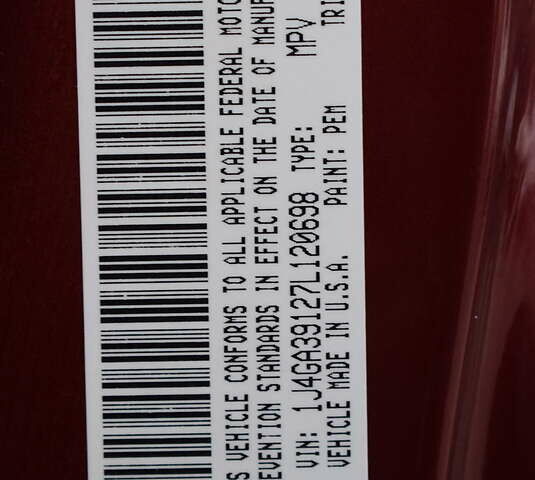 S VEHICLE CONFORMS TO ALL APPLICABLE FEDERAL MOTO
EVENTION STANDARDS IN EFFECT ON THE DATE OF MANUF
VIN: 1J4GA39127L120698 TYPE: MPV
VEHICLE MADE IN U.S.A. PAINT: PEM TRI